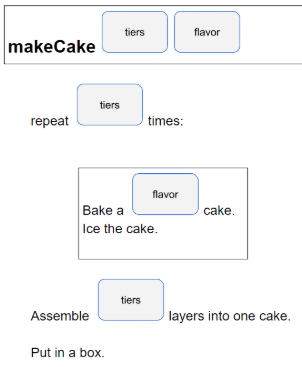 makeCake tiers flavor
repeat tiers times:
Bake a flavor cake.
Ice the cake.
Assemble tiers layers into one cake.
Put in a box.